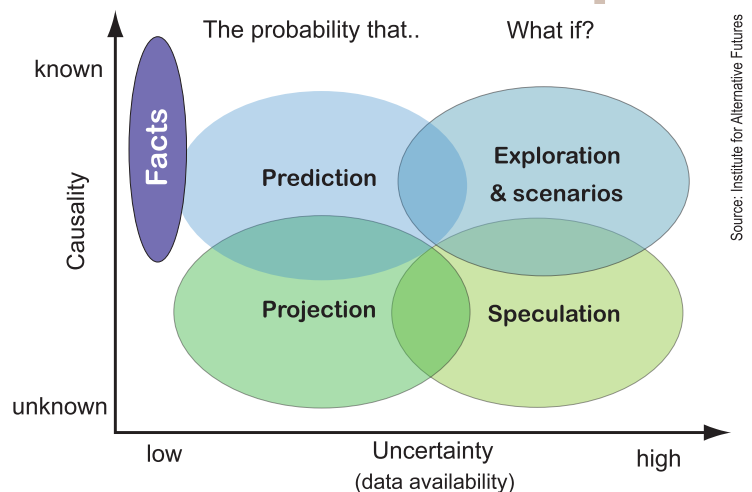 The probability that..
What if?
known
Facts
Prediction
Exploration
& scenarios
Causality
Projection
Speculation
unknown
low
Uncertainty
(data availability)
high
Source: Institute for Alternative Futures